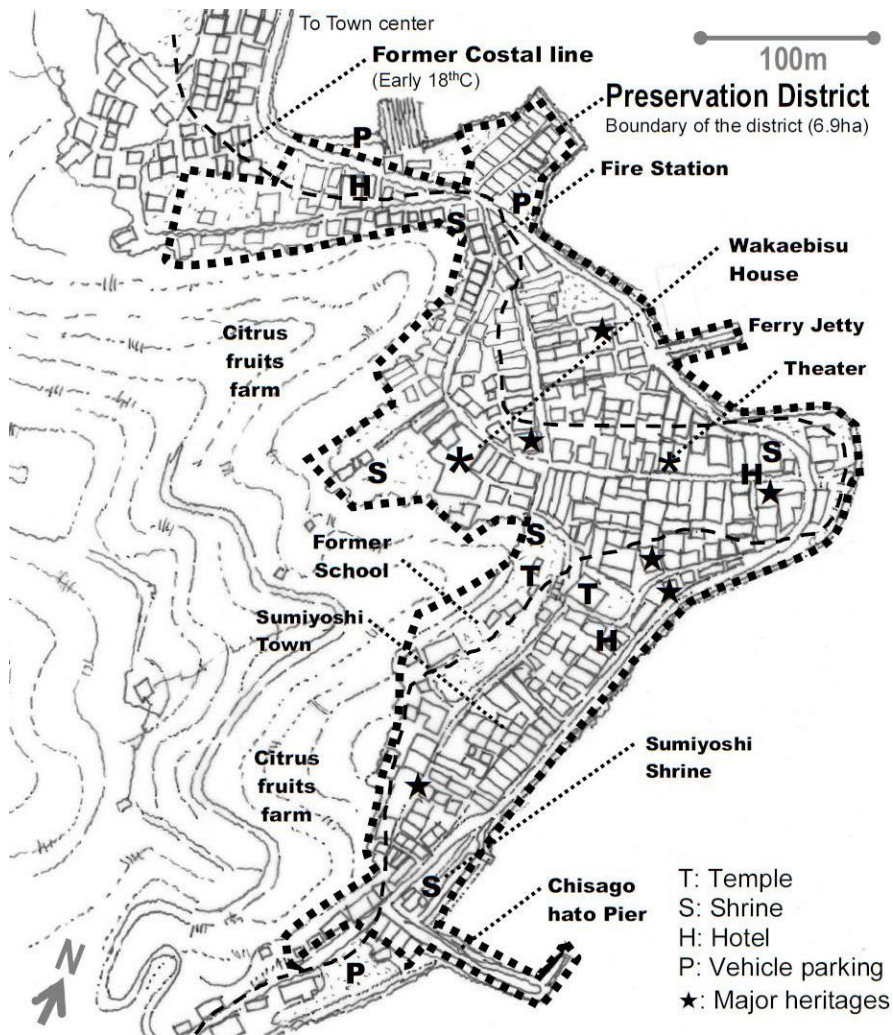 To Town center
Former Costal line
(Early 18thC)
100m
Preservation District
Boundary of the district (6.9ha)
P
Fire Station
H
P
S
Wakaebisu
House
Ferry Jetty
Citrus
fruits
farm
Theater
S
H
S
S
Former
School
T
T
Sumiyoshi
Town
H
Sumiyoshi
Shrine
Citrus
fruits
farm
S
Chisago
hato Pier
P
N
T: Temple
S: Shrine
H: Hotel
P: Vehicle parking
★: Major heritages